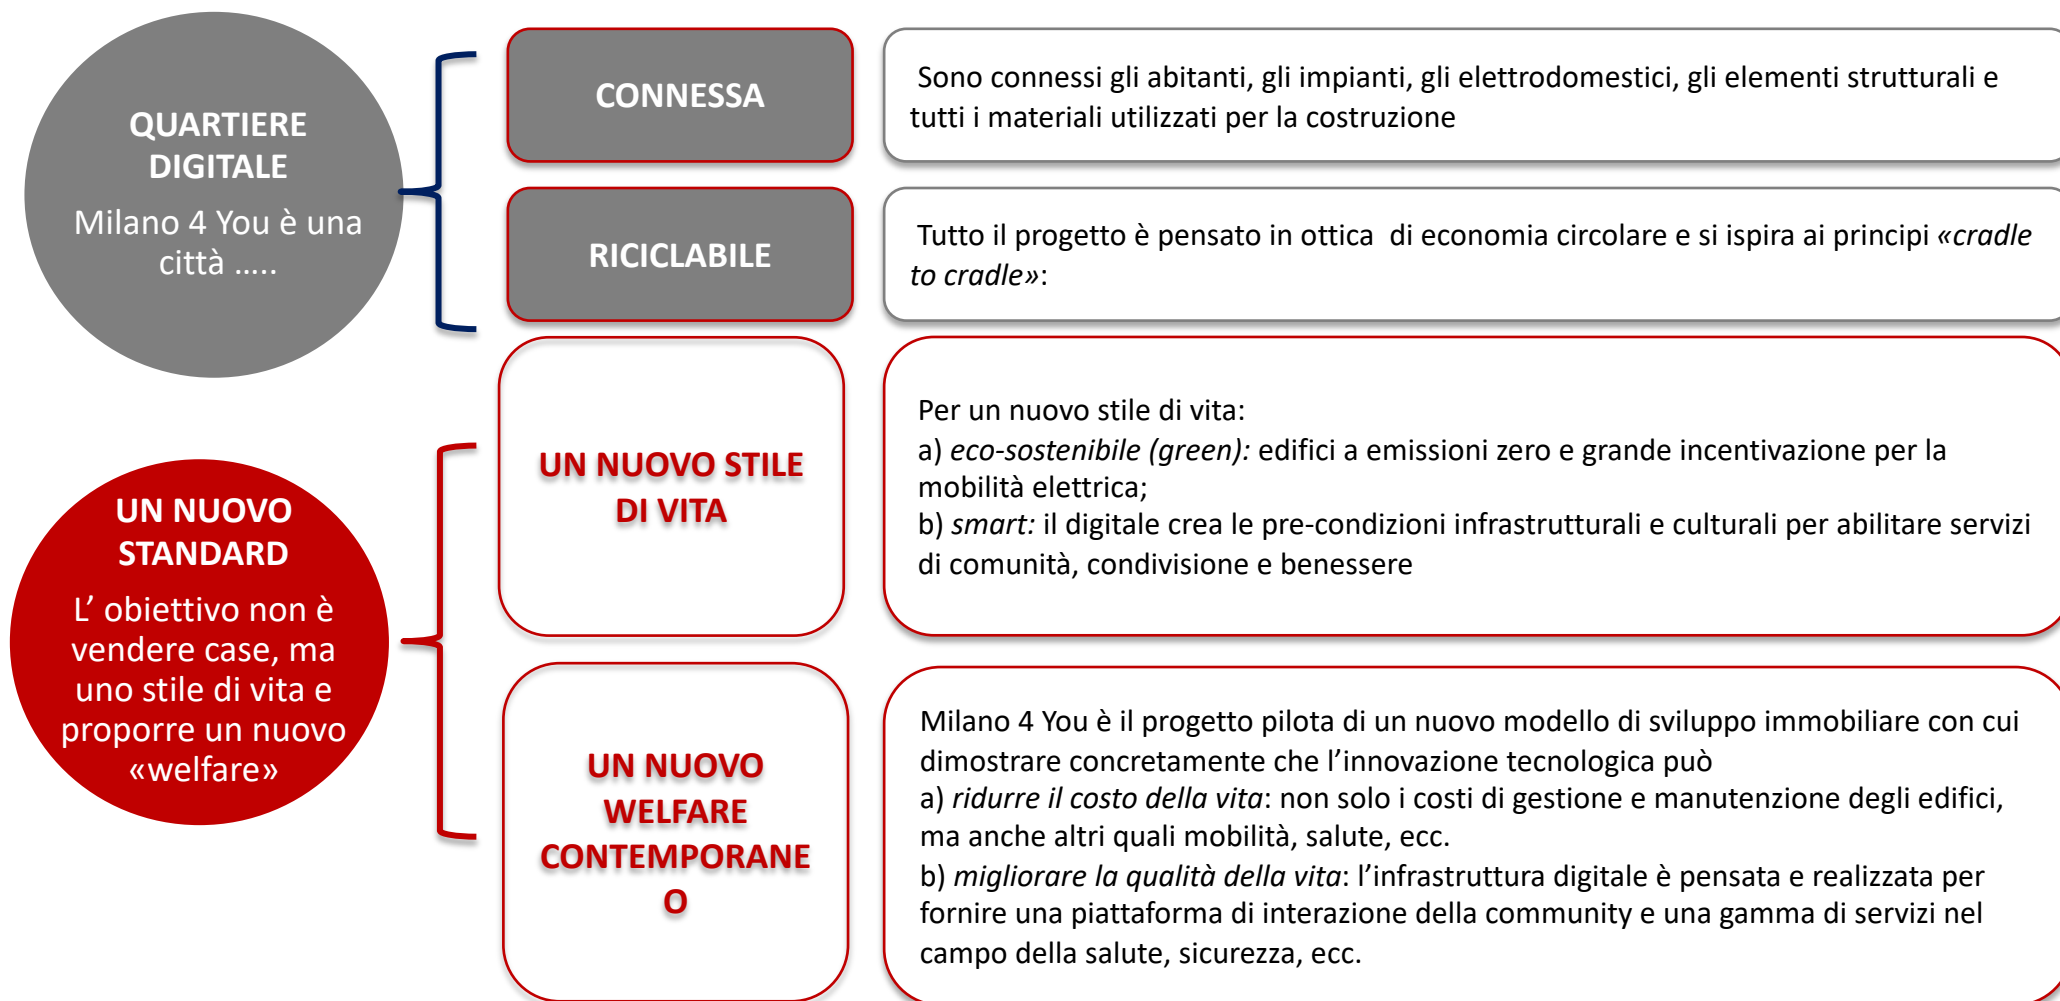 QUARTIERE
DIGITALE
Milano 4 You è una
città .....
CONNESSA
Sono connessi gli abitanti, gli impianti, gli elettrodomestici, gli elementi strutturali e
tutti i materiali utilizzati per la costruzione
RICICLABILE
Tutto il progetto è pensato in ottica  di economia circolare e si ispira ai principi «cradle
to cradle»:
UN NUOVO
STANDARD
L’ obiettivo non è
vendere case, ma
uno stile di vita e
proporre un nuovo
«welfare»
UN NUOVO STILE
DI VITA
Per un nuovo stile di vita:
a) eco-sostenibile (green): edifici a emissioni zero e grande incentivazione per la
mobilità elettrica;
b) smart: il digitale crea le pre-condizioni infrastrutturali e culturali per abilitare servizi
di comunità, condivisione e benessere
UN NUOVO
WELFARE
CONTEMPORANE
O
Milano 4 You è il progetto pilota di un nuovo modello di sviluppo immobiliare con cui
dimostrare concretamente che l’innovazione tecnologica può
a) ridurre il costo della vita: non solo i costi di gestione e manutenzione degli edifici,
ma anche altri quali mobilità, salute, ecc.
b) migliorare la qualità della vita: l’infrastruttura digitale è pensata e realizzata per
fornire una piattaforma di interazione della community e una gamma di servizi nel
campo della salute, sicurezza, ecc.